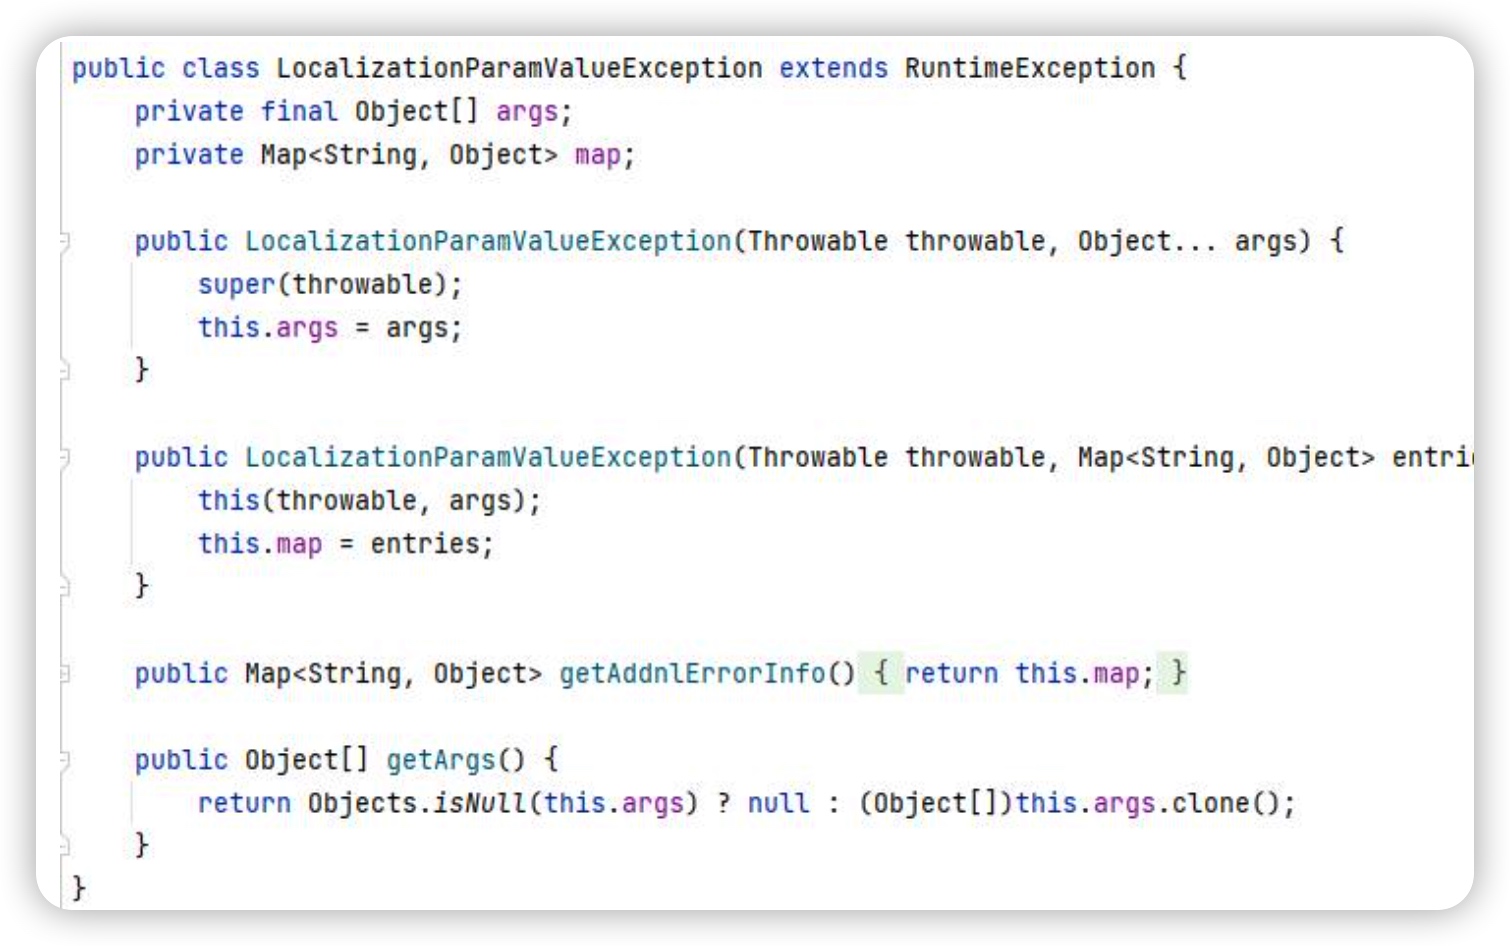 public class LocalizationParamValueException extends RuntimeException {
    private final Object[] args;
    private Map<String, Object> map;
    public LocalizationParamValueException(Throwable throwable, Object... args) {
        super(throwable);
        this.args = args;
    }
    public LocalizationParamValueException(Throwable throwable, Map<String, Object>
        this(throwable, args);
        this.map = entries;
    }
    public Map<String, Object> getAddnlErrorInfo() { return this.map; }
    public Object[] getArgs() {
        return Objects.isNull(this.args) ? null : (Object[])this.args.clone();
    }
}